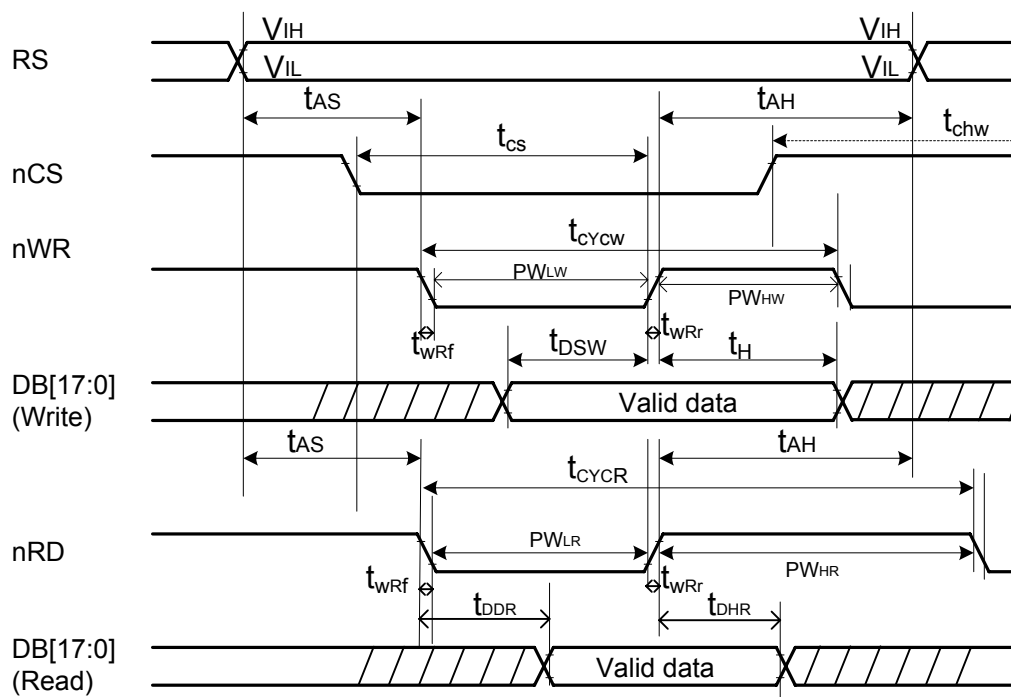 VIH VIH
RS
VIL VIL
tAS tAH
tchw
tcs
nCS
tcYcw
nWR
PWLW
PWHW
twRf twRr
tDSW tH
DB[17:0]
(Write)
Valid data
tAS tAH
tCYCR
nRD
PWLR
PWHR
twRf twRr
tDDR tDHR
DB[17:0]
(Read)
Valid data